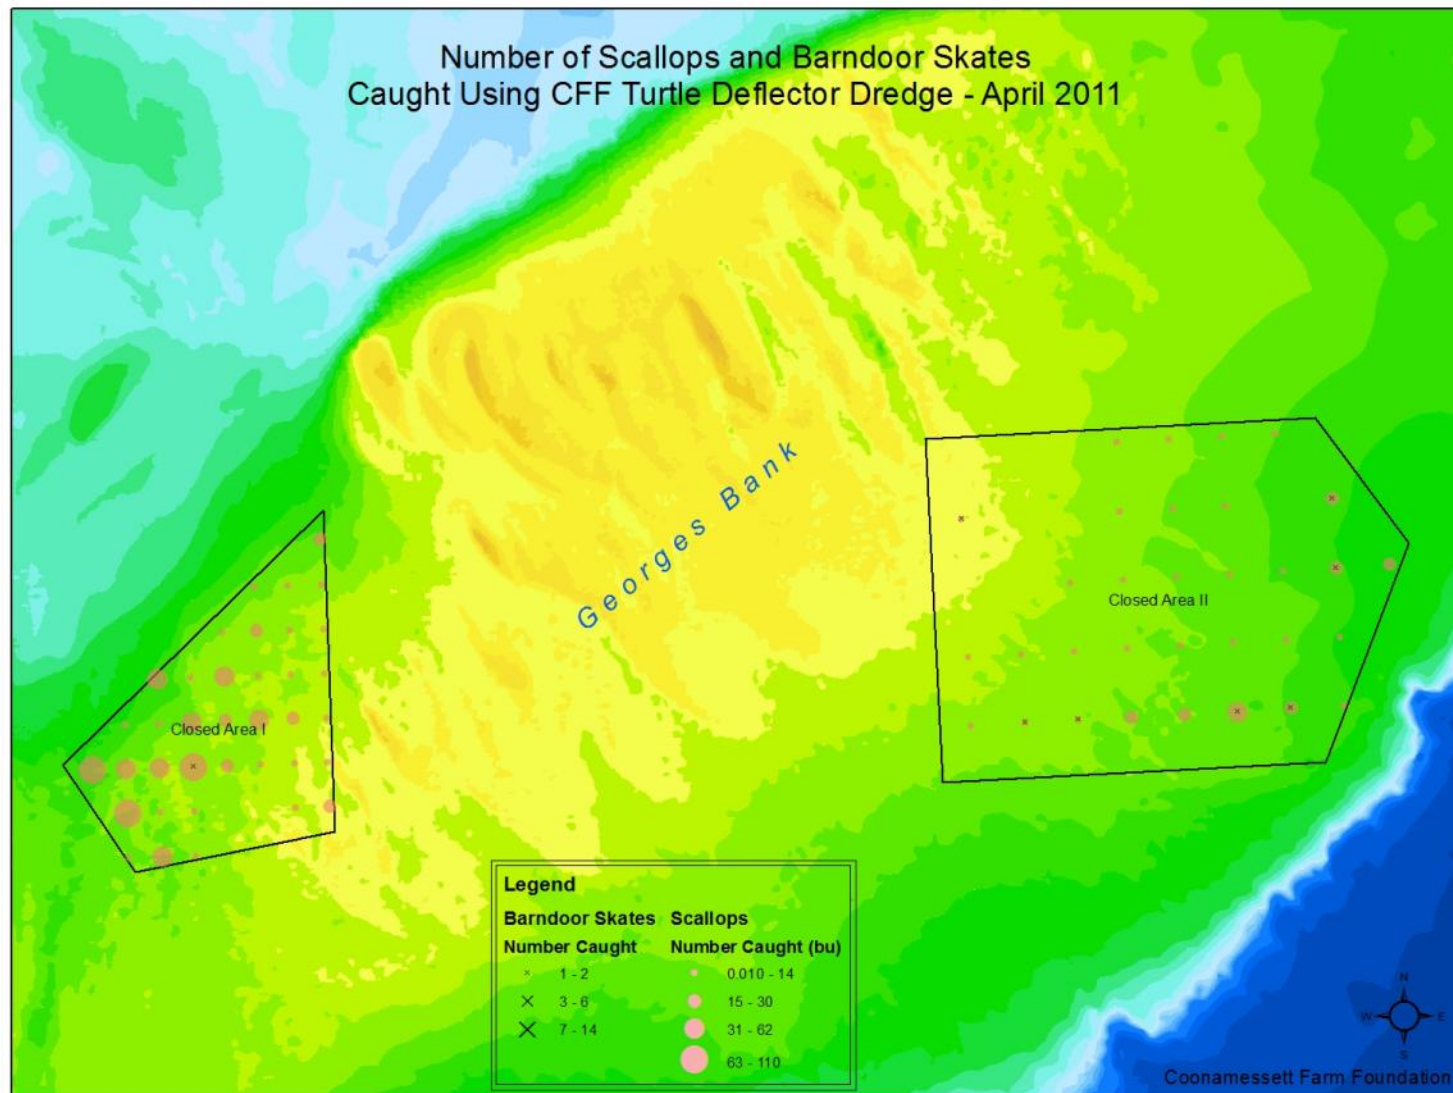 Number of Scallops and Barndoor Skates
Caught Using CFF Turtle Deflector Dredge - April 2011
Georges Bank
Closed Area II
Closed Area I
Legend
Barndoor Skates Scallops
Number Caught Number Caught (bu)
1 - 2 0.010 - 14
3 - 6 15 - 30
7 - 14 31 - 62
63 - 110
N
W E
S
Coonamessett Farm Foundation